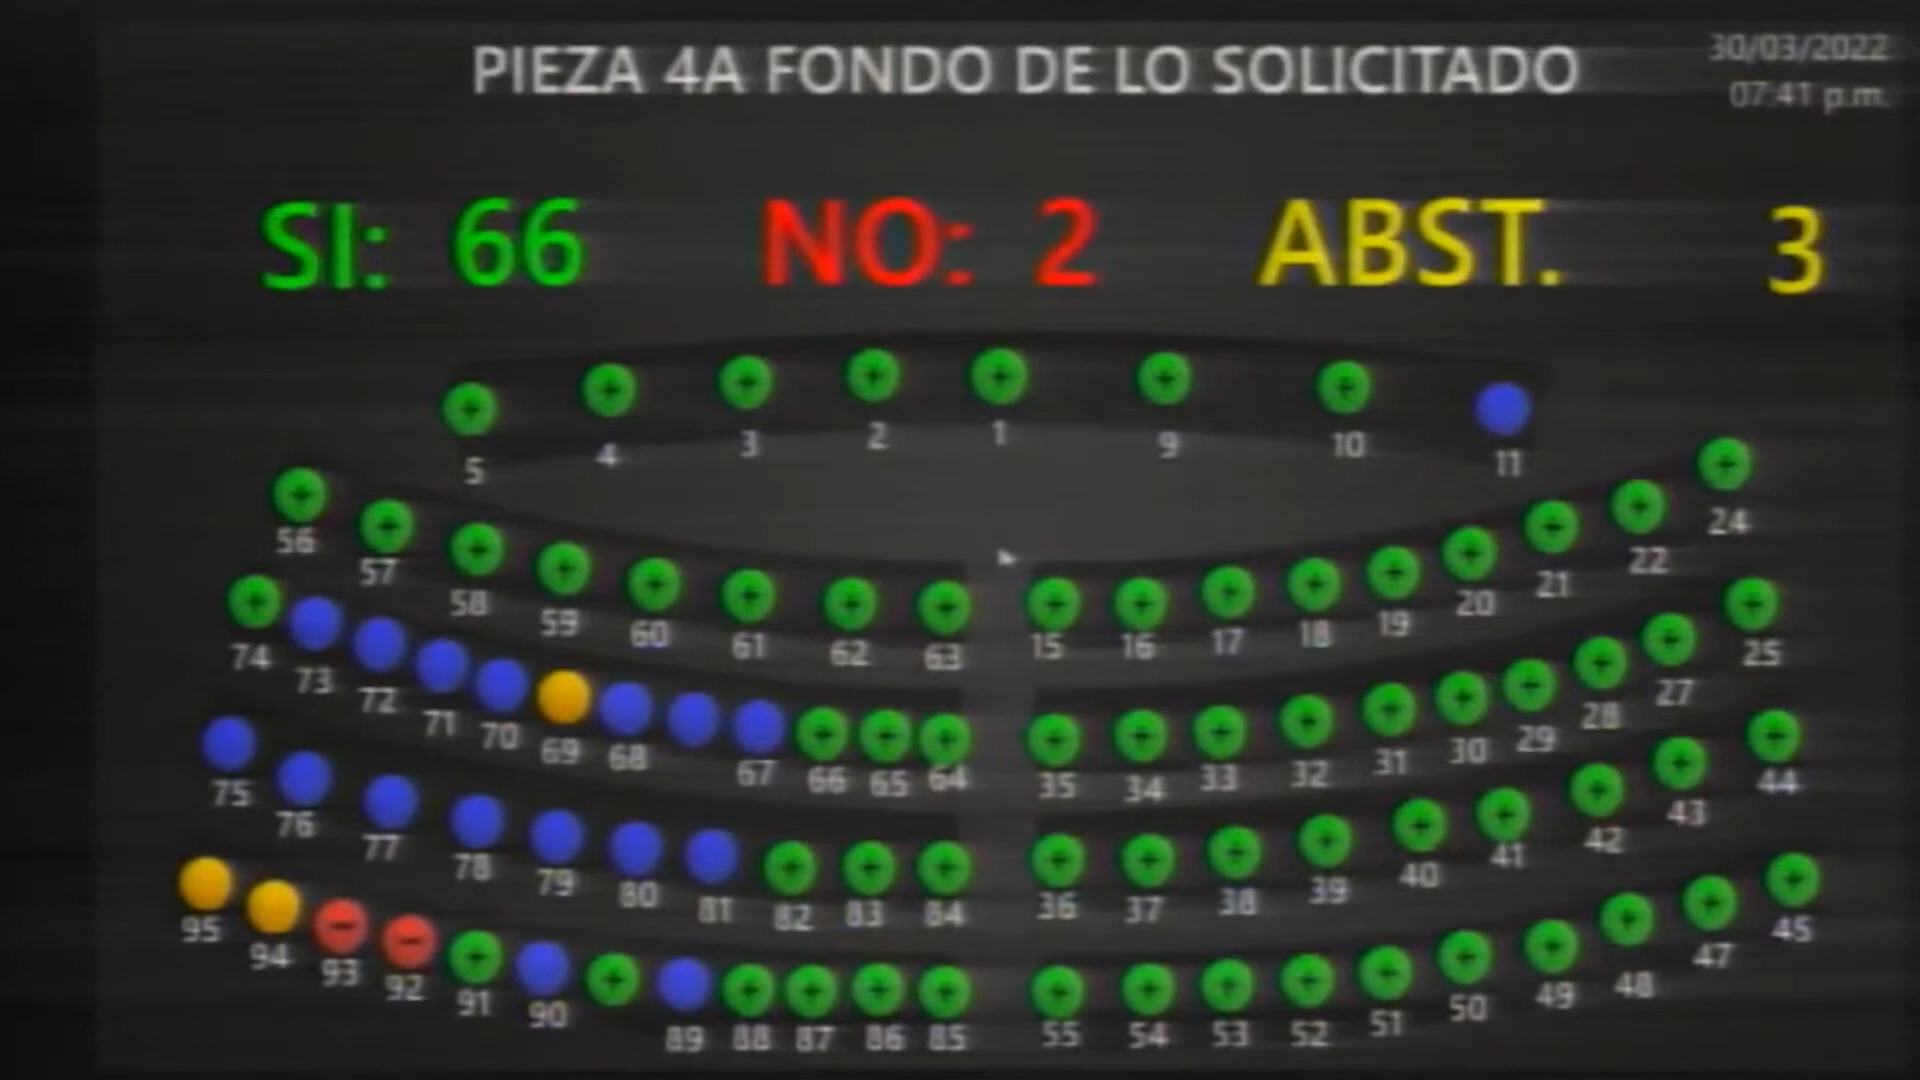 PIEZA 4A FONDO DE LO SOLICITADO
30/03/2022
07:41 p.m.
SI: 66 NO: 2 ABST. 3
5 4 3 2 1 9 10 11
56 57 58 59 60 61 62 63 15 16 17 18 19 20 21 22 24
74 73 72 71 70 69 68 67 66 65 64 35 34 33 32 31 30 29 28 27 25
75 76 77 78 79 80 81 82 83 84 36 37 38 39 40 41 42 43 44
95 94 93 92 91 90 89 88 87 86 85 55 54 53 52 51 50 49 48 47 45